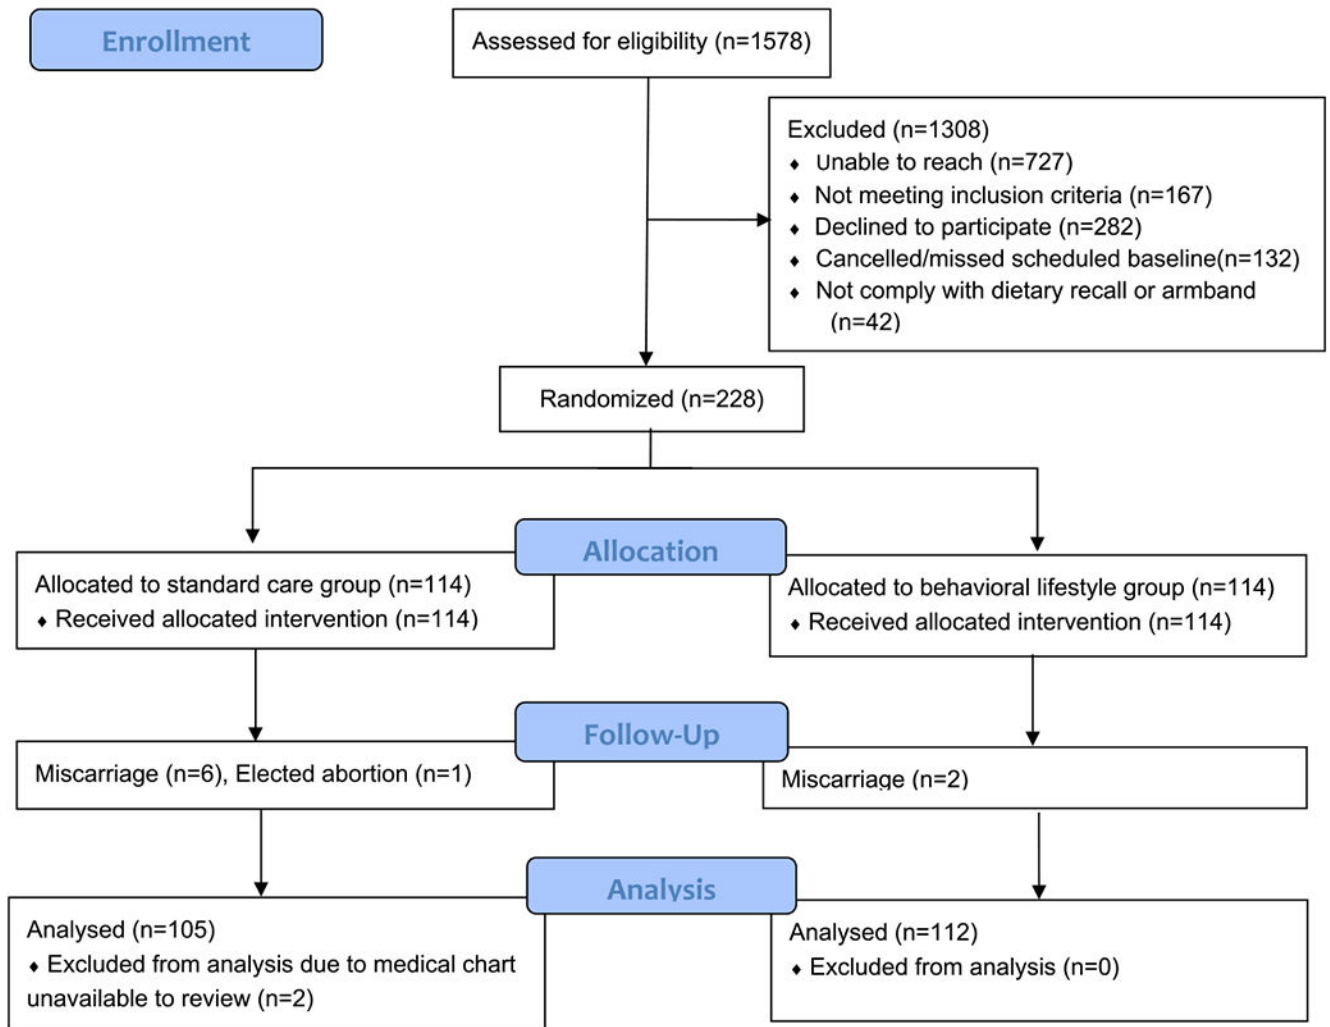 Enrollment
Assessed for eligibility (n=1578)
Excluded (n=1308)
♦ Unable to reach (n=727)
♦ Not meeting inclusion criteria (n=167)
♦ Declined to participate (n=282)
♦ Cancelled/missed scheduled baseline(n=132)
♦ Not comply with dietary recall or armband
(n=42)
Randomized (n=228)
Allocation
Allocated to standard care group (n=114)
♦ Received allocated intervention (n=114)
Allocated to behavioral lifestyle group (n=114)
♦ Received allocated intervention (n=114)
Follow-Up
Miscarriage (n=6), Elected abortion (n=1)
Miscarriage (n=2)
Analysis
Analysed (n=105)
♦ Excluded from analysis due to medical chart
unavailable to review (n=2)
Analysed (n=112)
♦ Excluded from analysis (n=0)